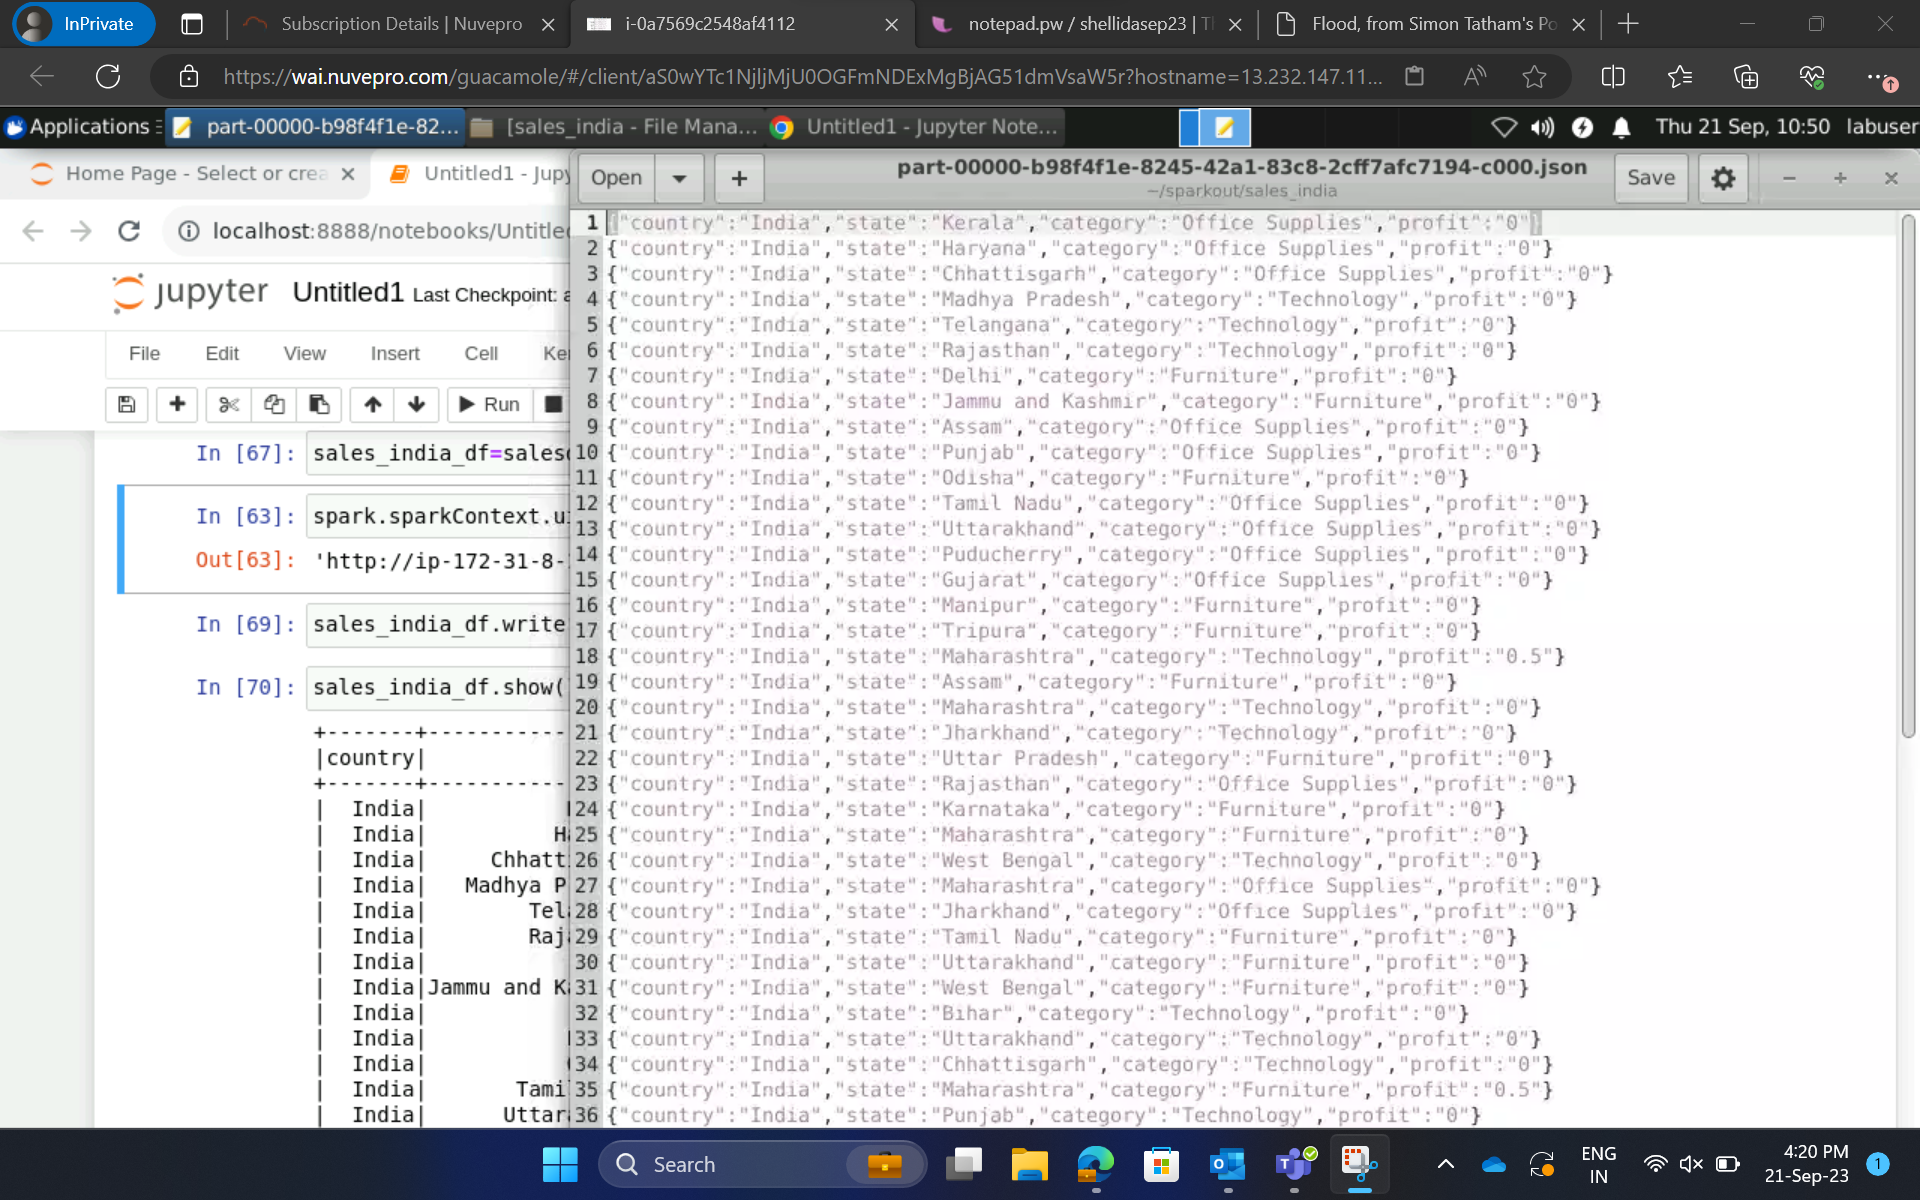 InPrivate
Subscription Details | Nuvepro
i-0a7569c2548af4112
notepad.pw / shellidasep23 | Th
Flood, from Simon Tatham's Po
https://wai.nuvepro.com/guacamole/#/client/aS0wYTc1NjljMjU0OGFmNDExMgBjAG51dmVsaW5r?hostname=13.232.147.11...
Applications
part-00000-b98f4f1e-82...
[sales_india - File Mana...
Untitled1 - Jupyter Note...
Thu 21 Sep, 10:50 labuser
Home Page - Select or crea
Untitled1 - Jupy
localhost:8888/notebooks/Untitle
jupyter Untitled1 Last Checkpoint: a
File Edit View Insert Cell Ke
Run
In [67]: sales_india_df=sales
In [63]: spark.sparkContext.u
Out[63]: 'http://ip-172-31-8-
In [69]: sales_india_df.write
In [70]: sales_india_df.show(
+-------+-----------
|country|
+-------+-----------
| India|
| India| Ha
| India| Chhatt
| India| Madhya P
| India| Tel
| India| Raj
| India|
| India|Jammu and Ka
| India|
| India|
| India|
| India| Tami
| India| Uttar
Open
part-00000-b98f4f1e-8245-42a1-83c8-2cff7afc7194-c000.json
~/sparkout/sales_india
Save
1 {"country":"India","state":"Kerala","category":"Office Supplies","profit":"0"}
2 {"country":"India","state":"Haryana","category":"Office Supplies","profit":"0"}
3 {"country":"India","state":"Chhattisgarh","category":"Office Supplies","profit":"0"}
4 {"country":"India","state":"Madhya Pradesh","category":"Technology","profit":"0"}
5 {"country":"India","state":"Telangana","category":"Technology","profit":"0"}
6 {"country":"India","state":"Rajasthan","category":"Technology","profit":"0"}
7 {"country":"India","state":"Delhi","category":"Furniture","profit":"0"}
8 {"country":"India","state":"Jammu and Kashmir","category":"Furniture","profit":"0"}
9 {"country":"India","state":"Assam","category":"Office Supplies","profit":"0"}
10 {"country":"India","state":"Punjab","category":"Office Supplies","profit":"0"}
11 {"country":"India","state":"Odisha","category":"Furniture","profit":"0"}
12 {"country":"India","state":"Tamil Nadu","category":"Office Supplies","profit":"0"}
13 {"country":"India","state":"Uttarakhand","category":"Office Supplies","profit":"0"}
14 {"country":"India","state":"Puducherry","category":"Office Supplies","profit":"0"}
15 {"country":"India","state":"Gujarat","category":"Office Supplies","profit":"0"}
16 {"country":"India","state":"Manipur","category":"Furniture","profit":"0"}
17 {"country":"India","state":"Tripura","category":"Furniture","profit":"0"}
18 {"country":"India","state":"Maharashtra","category":"Technology","profit":"0.5"}
19 {"country":"India","state":"Assam","category":"Furniture","profit":"0"}
20 {"country":"India","state":"Maharashtra","category":"Technology","profit":"0"}
21 {"country":"India","state":"Jharkhand","category":"Technology","profit":"0"}
22 {"country":"India","state":"Uttar Pradesh","category":"Furniture","profit":"0"}
23 {"country":"India","state":"Rajasthan","category":"Office Supplies","profit":"0"}
24 {"country":"India","state":"Karnataka","category":"Furniture","profit":"0"}
25 {"country":"India","state":"Maharashtra","category":"Furniture","profit":"0"}
26 {"country":"India","state":"West Bengal","category":"Technology","profit":"0"}
27 {"country":"India","state":"Maharashtra","category":"Office Supplies","profit":"0"}
28 {"country":"India","state":"Jharkhand","category":"Office Supplies","profit":"0"}
29 {"country":"India","state":"Tamil Nadu","category":"Furniture","profit":"0"}
30 {"country":"India","state":"Uttarakhand","category":"Furniture","profit":"0"}
31 {"country":"India","state":"West Bengal","category":"Furniture","profit":"0"}
32 {"country":"India","state":"Bihar","category":"Technology","profit":"0"}
33 {"country":"India","state":"Uttarakhand","category":"Technology","profit":"0"}
34 {"country":"India","state":"Chhattisgarh","category":"Technology","profit":"0"}
35 {"country":"India","state":"Maharashtra","category":"Furniture","profit":"0.5"}
36 {"country":"India","state":"Punjab","category":"Technology","profit":"0"}
Search
ENG
IN
4:20 PM
21-Sep-23
1